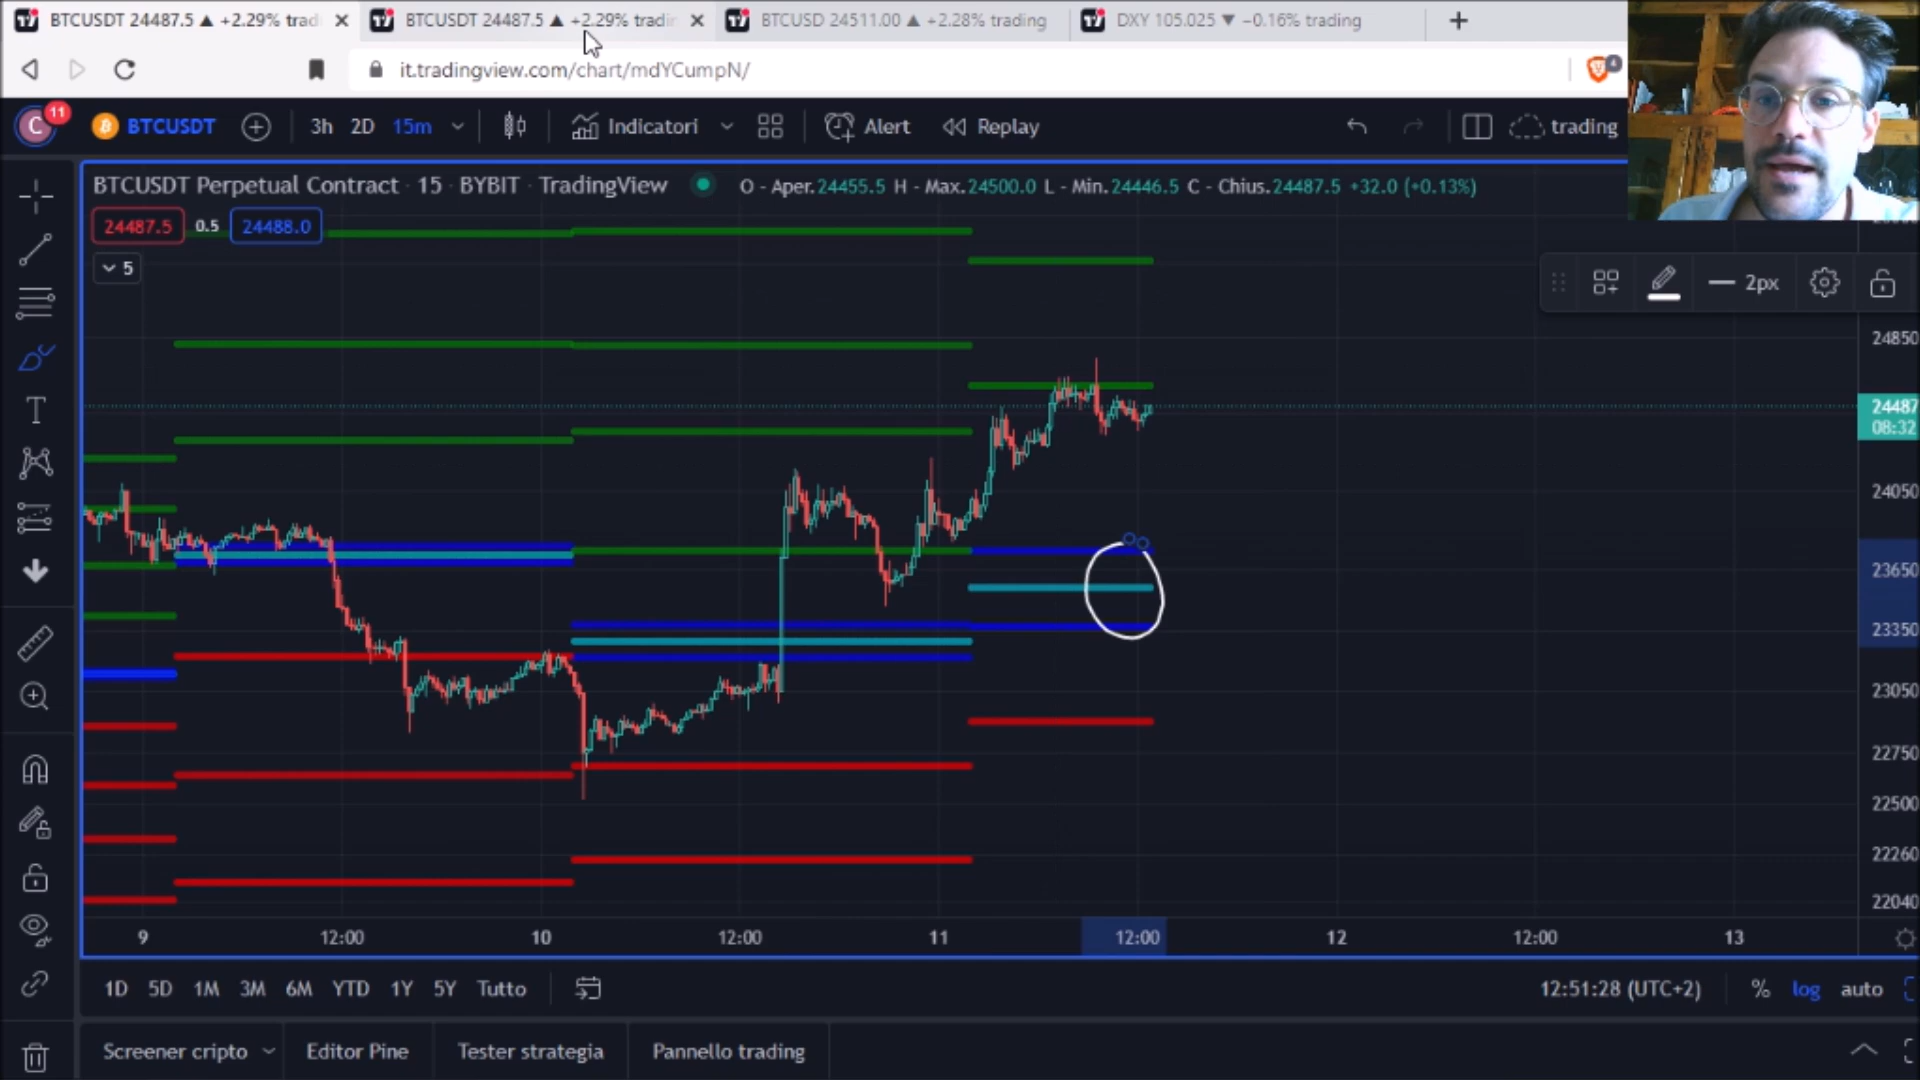 BTCUSDT 24487.5 ▲ +2.29% tradi
BTCUSDT 24487.5 ▲ +2.29% tradin
BTCUSD 24511.00 ▲ +2.28% trading
DXY 105.025 ▼ −0.16% trading
it.tradingview.com/chart/mdYCumpN/
4
C
11
BTCUSDT
3h
2D
15m
Indicatori
Alert
Replay
trading
BTCUSDT Perpetual Contract · 15 · BYBIT · TradingView
O - Aper.24455.5 H - Max.24500.0 L - Min.24446.5 C - Chius.24487.5 +32.0 (+0.13%)
24487.5
0.5
24488.0
5
2px
24850
24487
08:32
24050
23650
23350
23050
22750
22500
22260
22040
9
12:00
10
12:00
11
12:00
12
12:00
13
1D 5D 1M 3M 6M YTD 1Y 5Y Tutto
12:51:28 (UTC+2)
%
log
auto
Screener cripto
Editor Pine
Tester strategia
Pannello trading